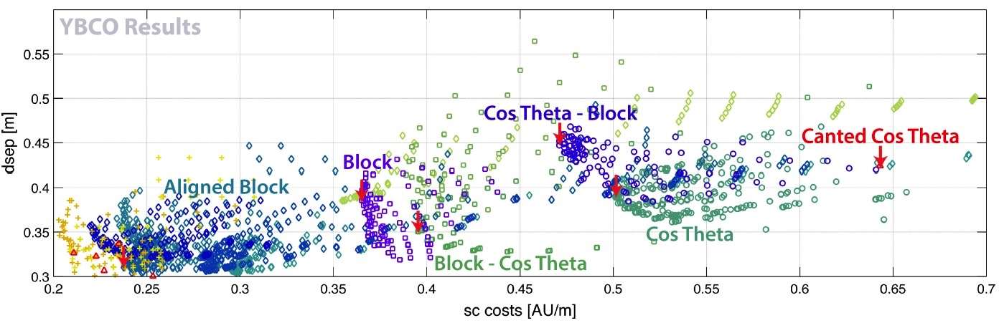 YBCO Results
0.55
0.5
0.45
0.4
0.35
0.3
dsep [m]
Cos Theta - Block
Canted Cos Theta
Block
Aligned Block
Cos Theta
Block - Cos Theta
0.2 0.25 0.3 0.35 0.4 0.45 0.5 0.55 0.6 0.65 0.7
sc costs [AU/m]